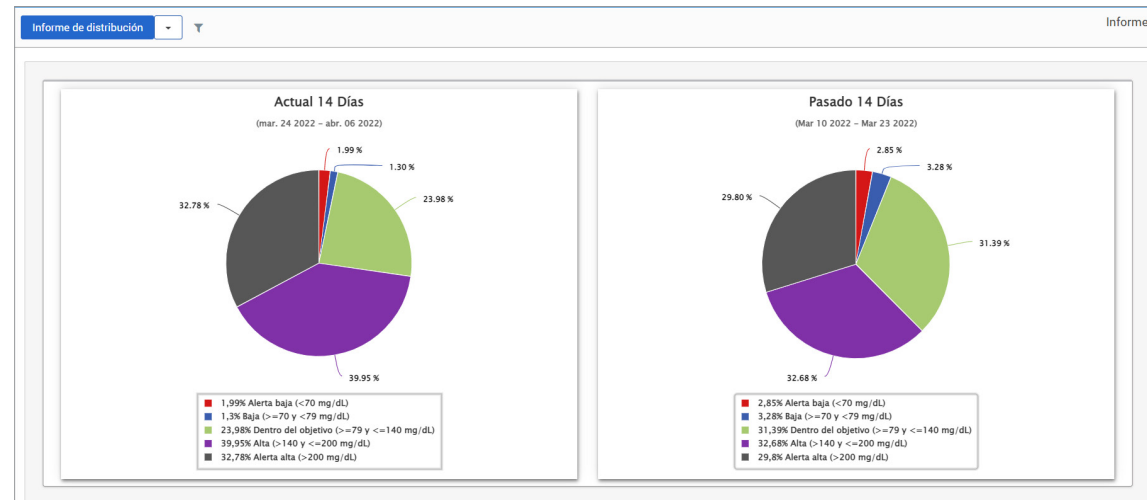 Informe de distribución
Informe
Actual 14 Días
(mar. 24 2022 – abr. 06 2022)
1.99 %
1.30 %
23.98 %
32.78 %
39.95 %
1,99% Alerta baja (<70 mg/dL)
1,3% Baja (>=70 y <79 mg/dL)
23,98% Dentro del objetivo (>=79 y <=140 mg/dL)
39,95% Alta (>140 y <=200 mg/dL)
32,78% Alerta alta (>200 mg/dL)
Pasado 14 Días
(Mar 10 2022 – Mar 23 2022)
2.85 %
3.28 %
29.80 %
31.39 %
32.68 %
2,85% Alerta baja (<70 mg/dL)
3,28% Baja (>=70 y <79 mg/dL)
31,39% Dentro del objetivo (>=79 y <=140 mg/dL)
32,68% Alta (>140 y <=200 mg/dL)
29,8% Alerta alta (>200 mg/dL)